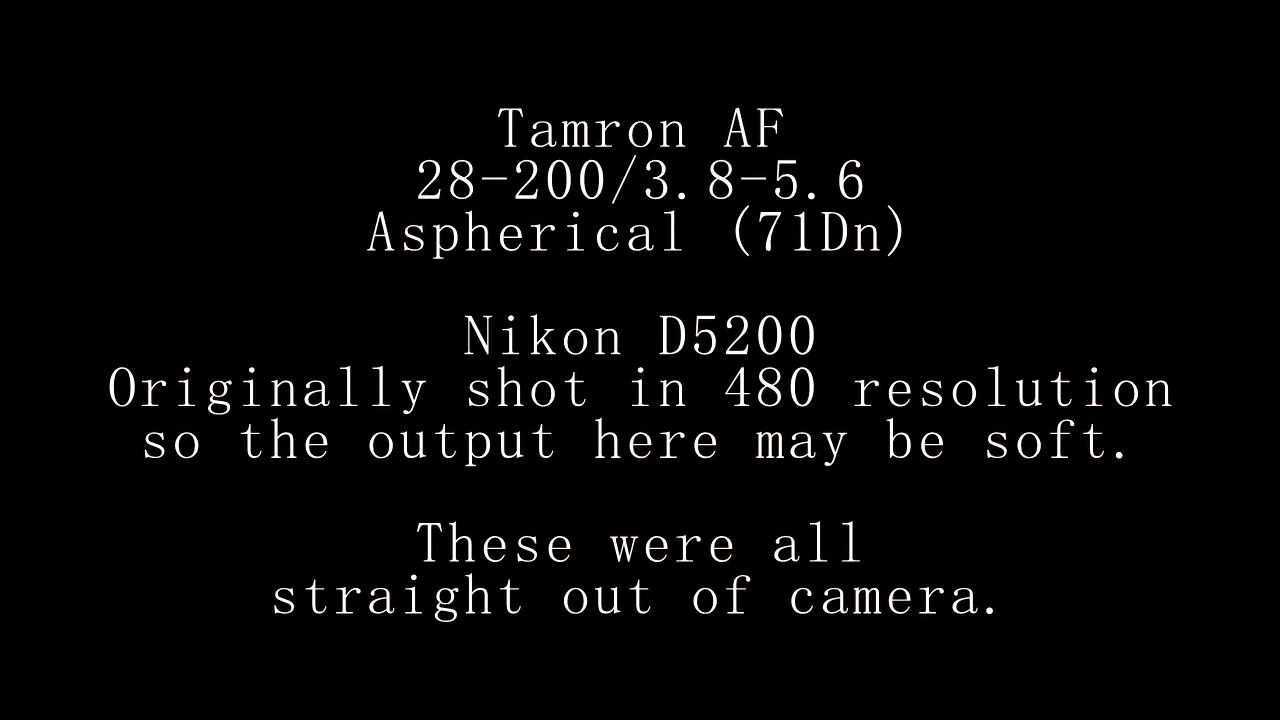 Tamron AF
28-200/3.8-5.6
Aspherical (71Dn)
Nikon D5200
Originally shot in 480 resolution
so the output here may be soft.
These were all
straight out of camera.